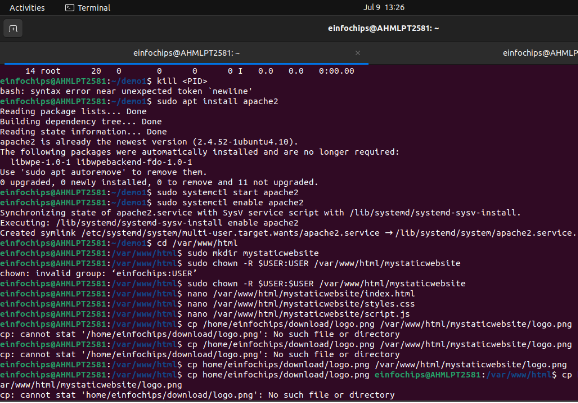 Activities
Terminal
Jul 9 13:26
einfochips@AHMLPT2581: ~
einfochips@AHMLPT2581: ~
×
einfochips@AHMLP
14 root 20 0 0 0 0 I 0.0 0.0 0:00.00
einfochips@AHMLPT2581:~/demo1$ kill <PID>
bash: syntax error near unexpected token `newline'
einfochips@AHMLPT2581:~/demo1$ sudo apt install apache2
Reading package lists... Done
Building dependency tree... Done
Reading state information... Done
apache2 is already the newest version (2.4.52-1ubuntu4.10).
The following packages were automatically installed and are no longer required:
libwpe-1.0-1 libwpebackend-fdo-1.0-1
Use 'sudo apt autoremove' to remove them.
0 upgraded, 0 newly installed, 0 to remove and 11 not upgraded.
einfochips@AHMLPT2581:~/demo1$ sudo systemctl start apache2
einfochips@AHMLPT2581:~/demo1$ sudo systemctl enable apache2
Synchronizing state of apache2.service with SysV service script with /lib/systemd/systemd-sysv-install.
Executing: /lib/systemd/systemd-sysv-install enable apache2
Created symlink /etc/systemd/system/multi-user.target.wants/apache2.service → /lib/systemd/system/apache2.service.
einfochips@AHMLPT2581:~/demo1$ cd /var/www/html
einfochips@AHMLPT2581:/var/www/html$ sudo mkdir mystaticwebsite
einfochips@AHMLPT2581:/var/www/html$ sudo chown -R $USER:USER /var/www/html/mystaticwebsite
chown: invalid group: ‘einfochips:USER’
einfochips@AHMLPT2581:/var/www/html$ sudo chown -R $USER:$USER /var/www/html/mystaticwebsite
einfochips@AHMLPT2581:/var/www/html$ nano /var/www/html/mystaticwebsite/index.html
einfochips@AHMLPT2581:/var/www/html$ nano /var/www/html/mystaticwebsite/styles.css
einfochips@AHMLPT2581:/var/www/html$ nano /var/www/html/mystaticwebsite/script.js
einfochips@AHMLPT2581:/var/www/html$ cp /home/einfochips/download/logo.png /var/www/html/mystaticwebsite/logo.png
cp: cannot stat '/home/einfochips/download/logo.png': No such file or directory
einfochips@AHMLPT2581:/var/www/html$ cp /home/einfochips/download/logo.png /var/www/html/mystaticwebsite/logo.png
cp: cannot stat '/home/einfochips/download/logo.png': No such file or directory
einfochips@AHMLPT2581:/var/www/html$ cp home/einfochips/download/logo.png /var/www/html/mystaticwebsite/logo.png
einfochips@AHMLPT2581:/var/www/html$ cp home/einfochips/download/logo.png einfochips@AHMLPT2581:/var/www/html$ cp
ar/www/html/mystaticwebsite/logo.png
cp: cannot stat 'home/einfochips/download/logo.png': No such file or directory